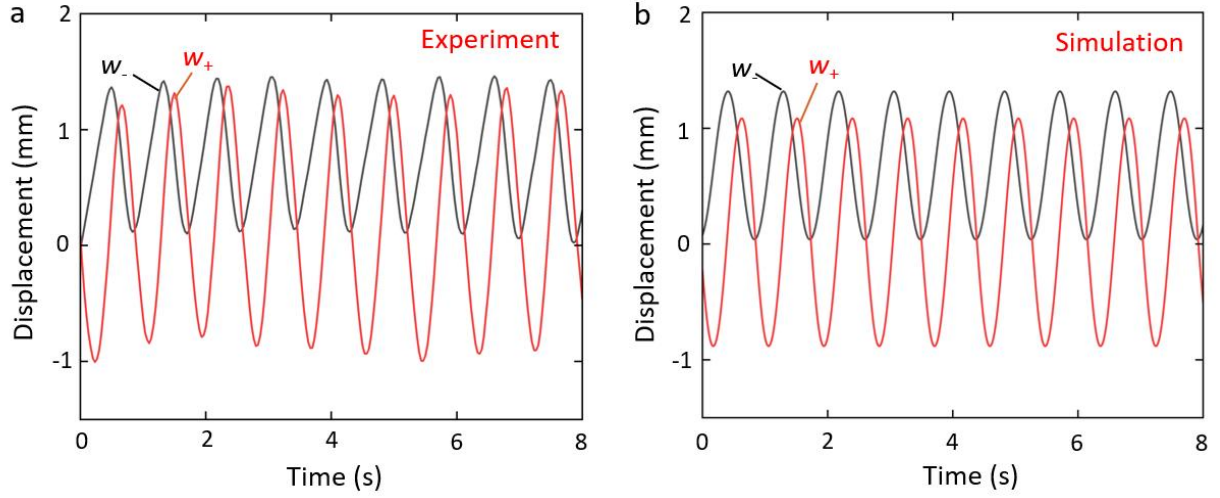 a
Experiment
w₋
w₊
2
1
0
-1
Displacement (mm)
0 2 4 6 8
Time (s)
b
Simulation
w₋
w₊
2
1
0
-1
Displacement (mm)
0 2 4 6 8
Time (s)